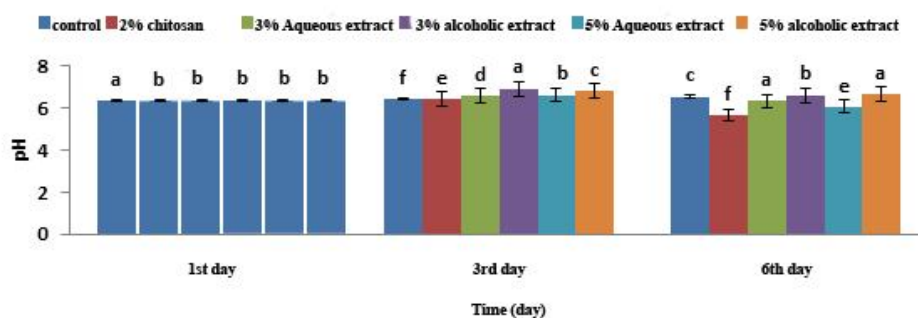 control 2% chitosan 3% Aqueous extract 3% alcoholic extract 5% Aqueous extract 5% alcoholic extract
8
6
4
2
0
pH
a b b b b b
f e d a b c
c f a b e a
1st day 3rd day 6th day
Time (day)